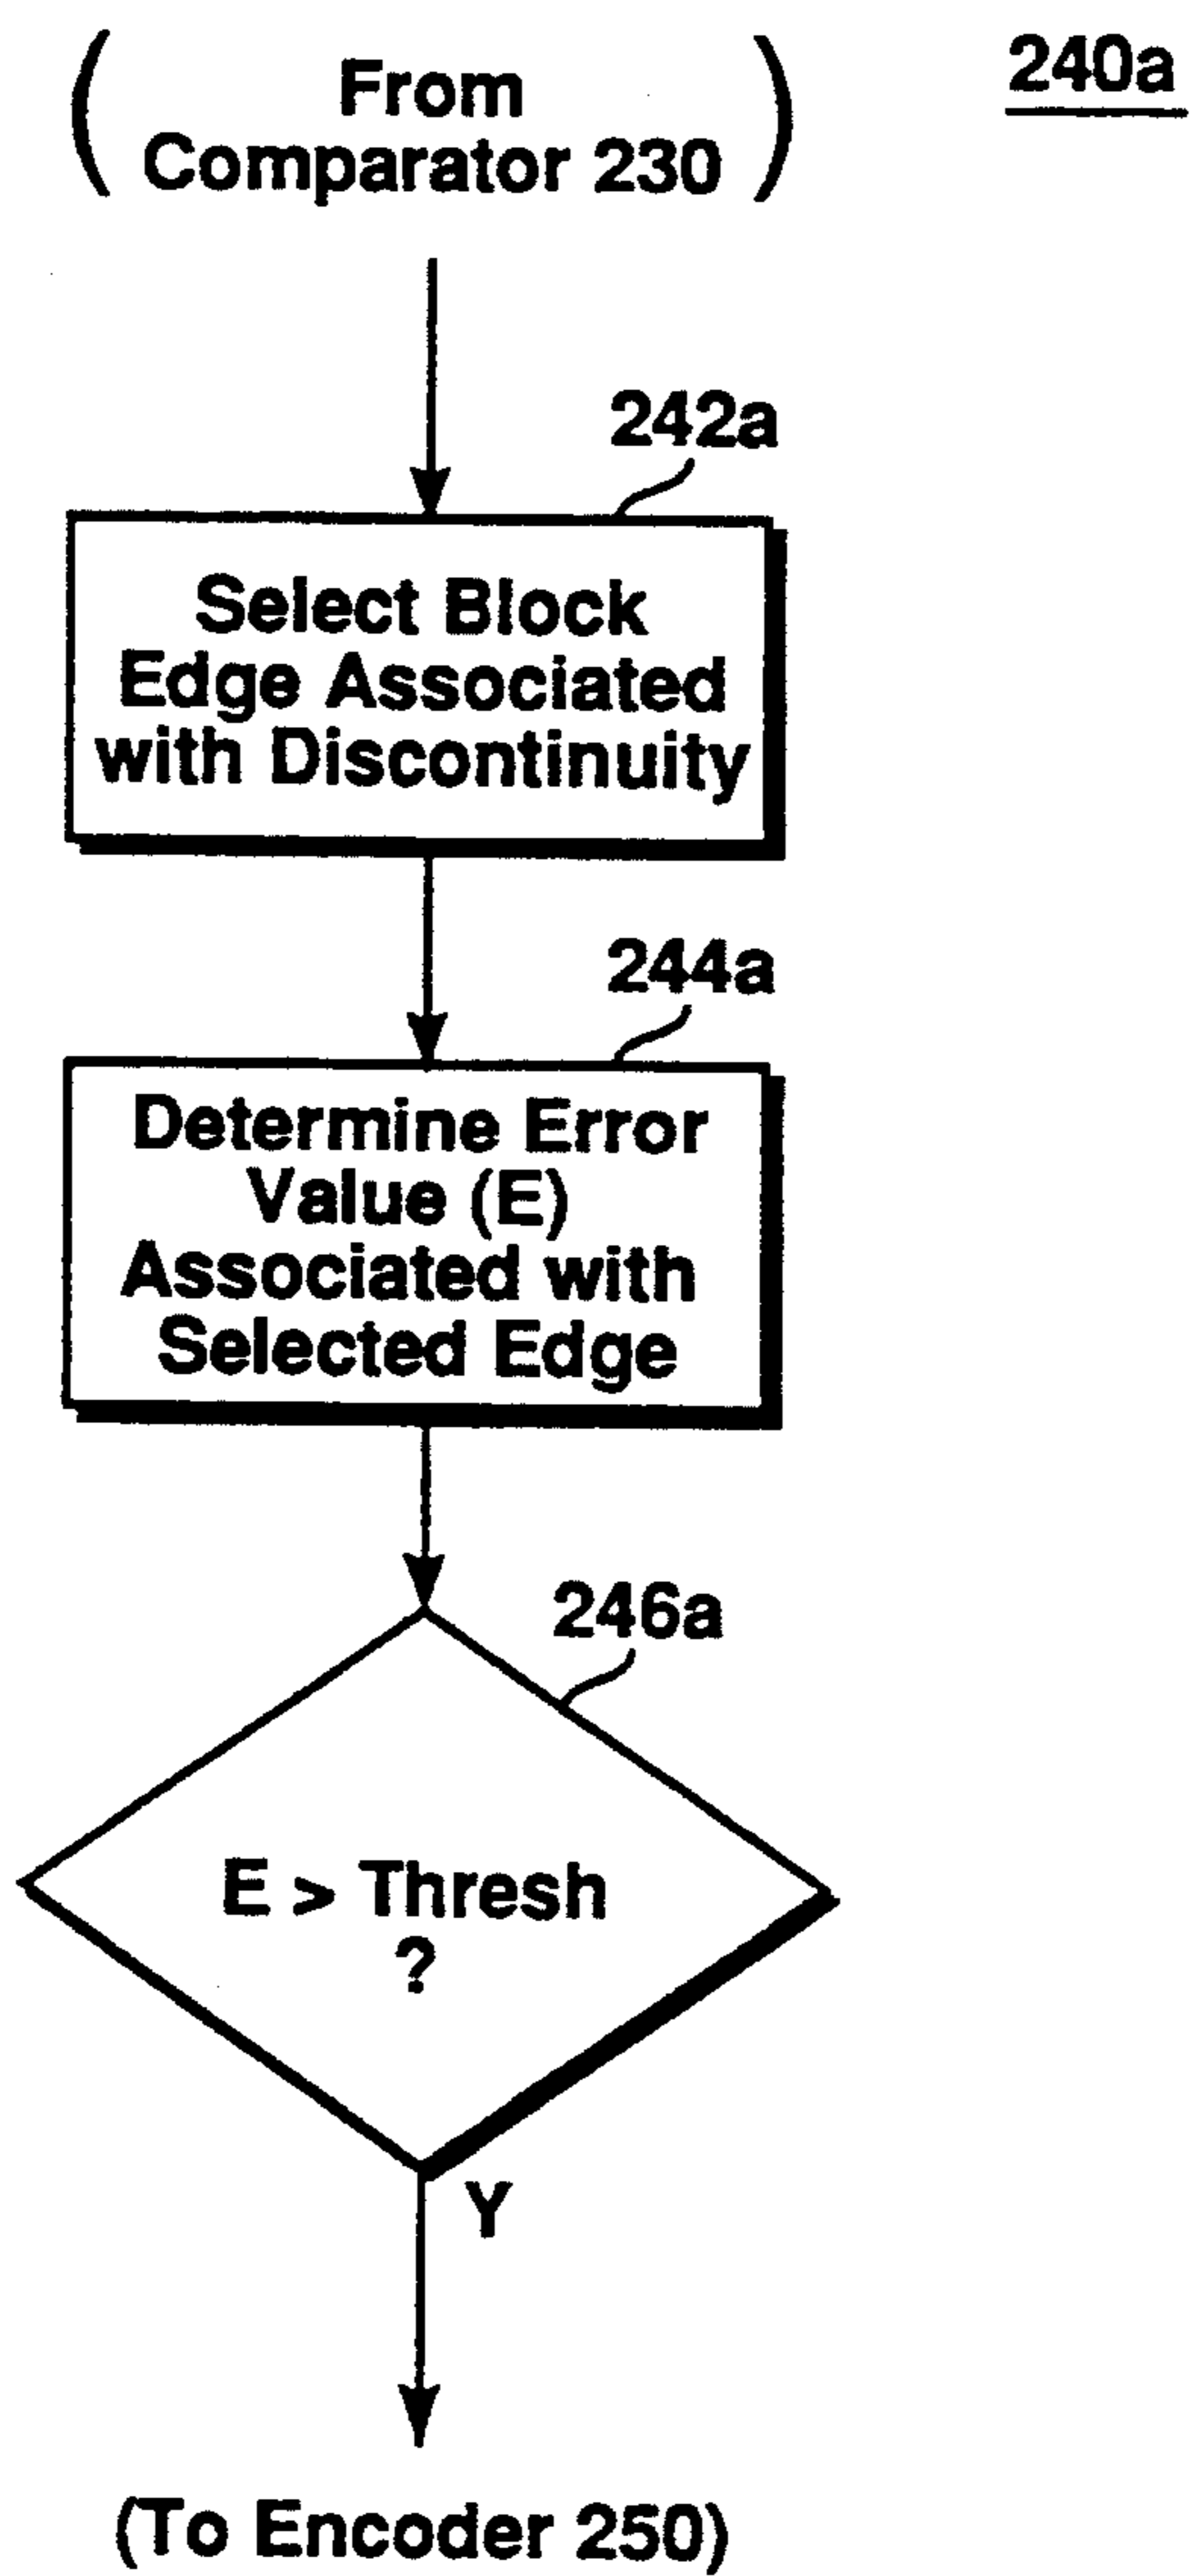 240a
( From
Comparator 230 )
242a
Select Block
Edge Associated
with Discontinuity
244a
Determine Error
Value (E)
Associated with
Selected Edge
246a
E > Thresh
?
Y
(To Encoder 250)